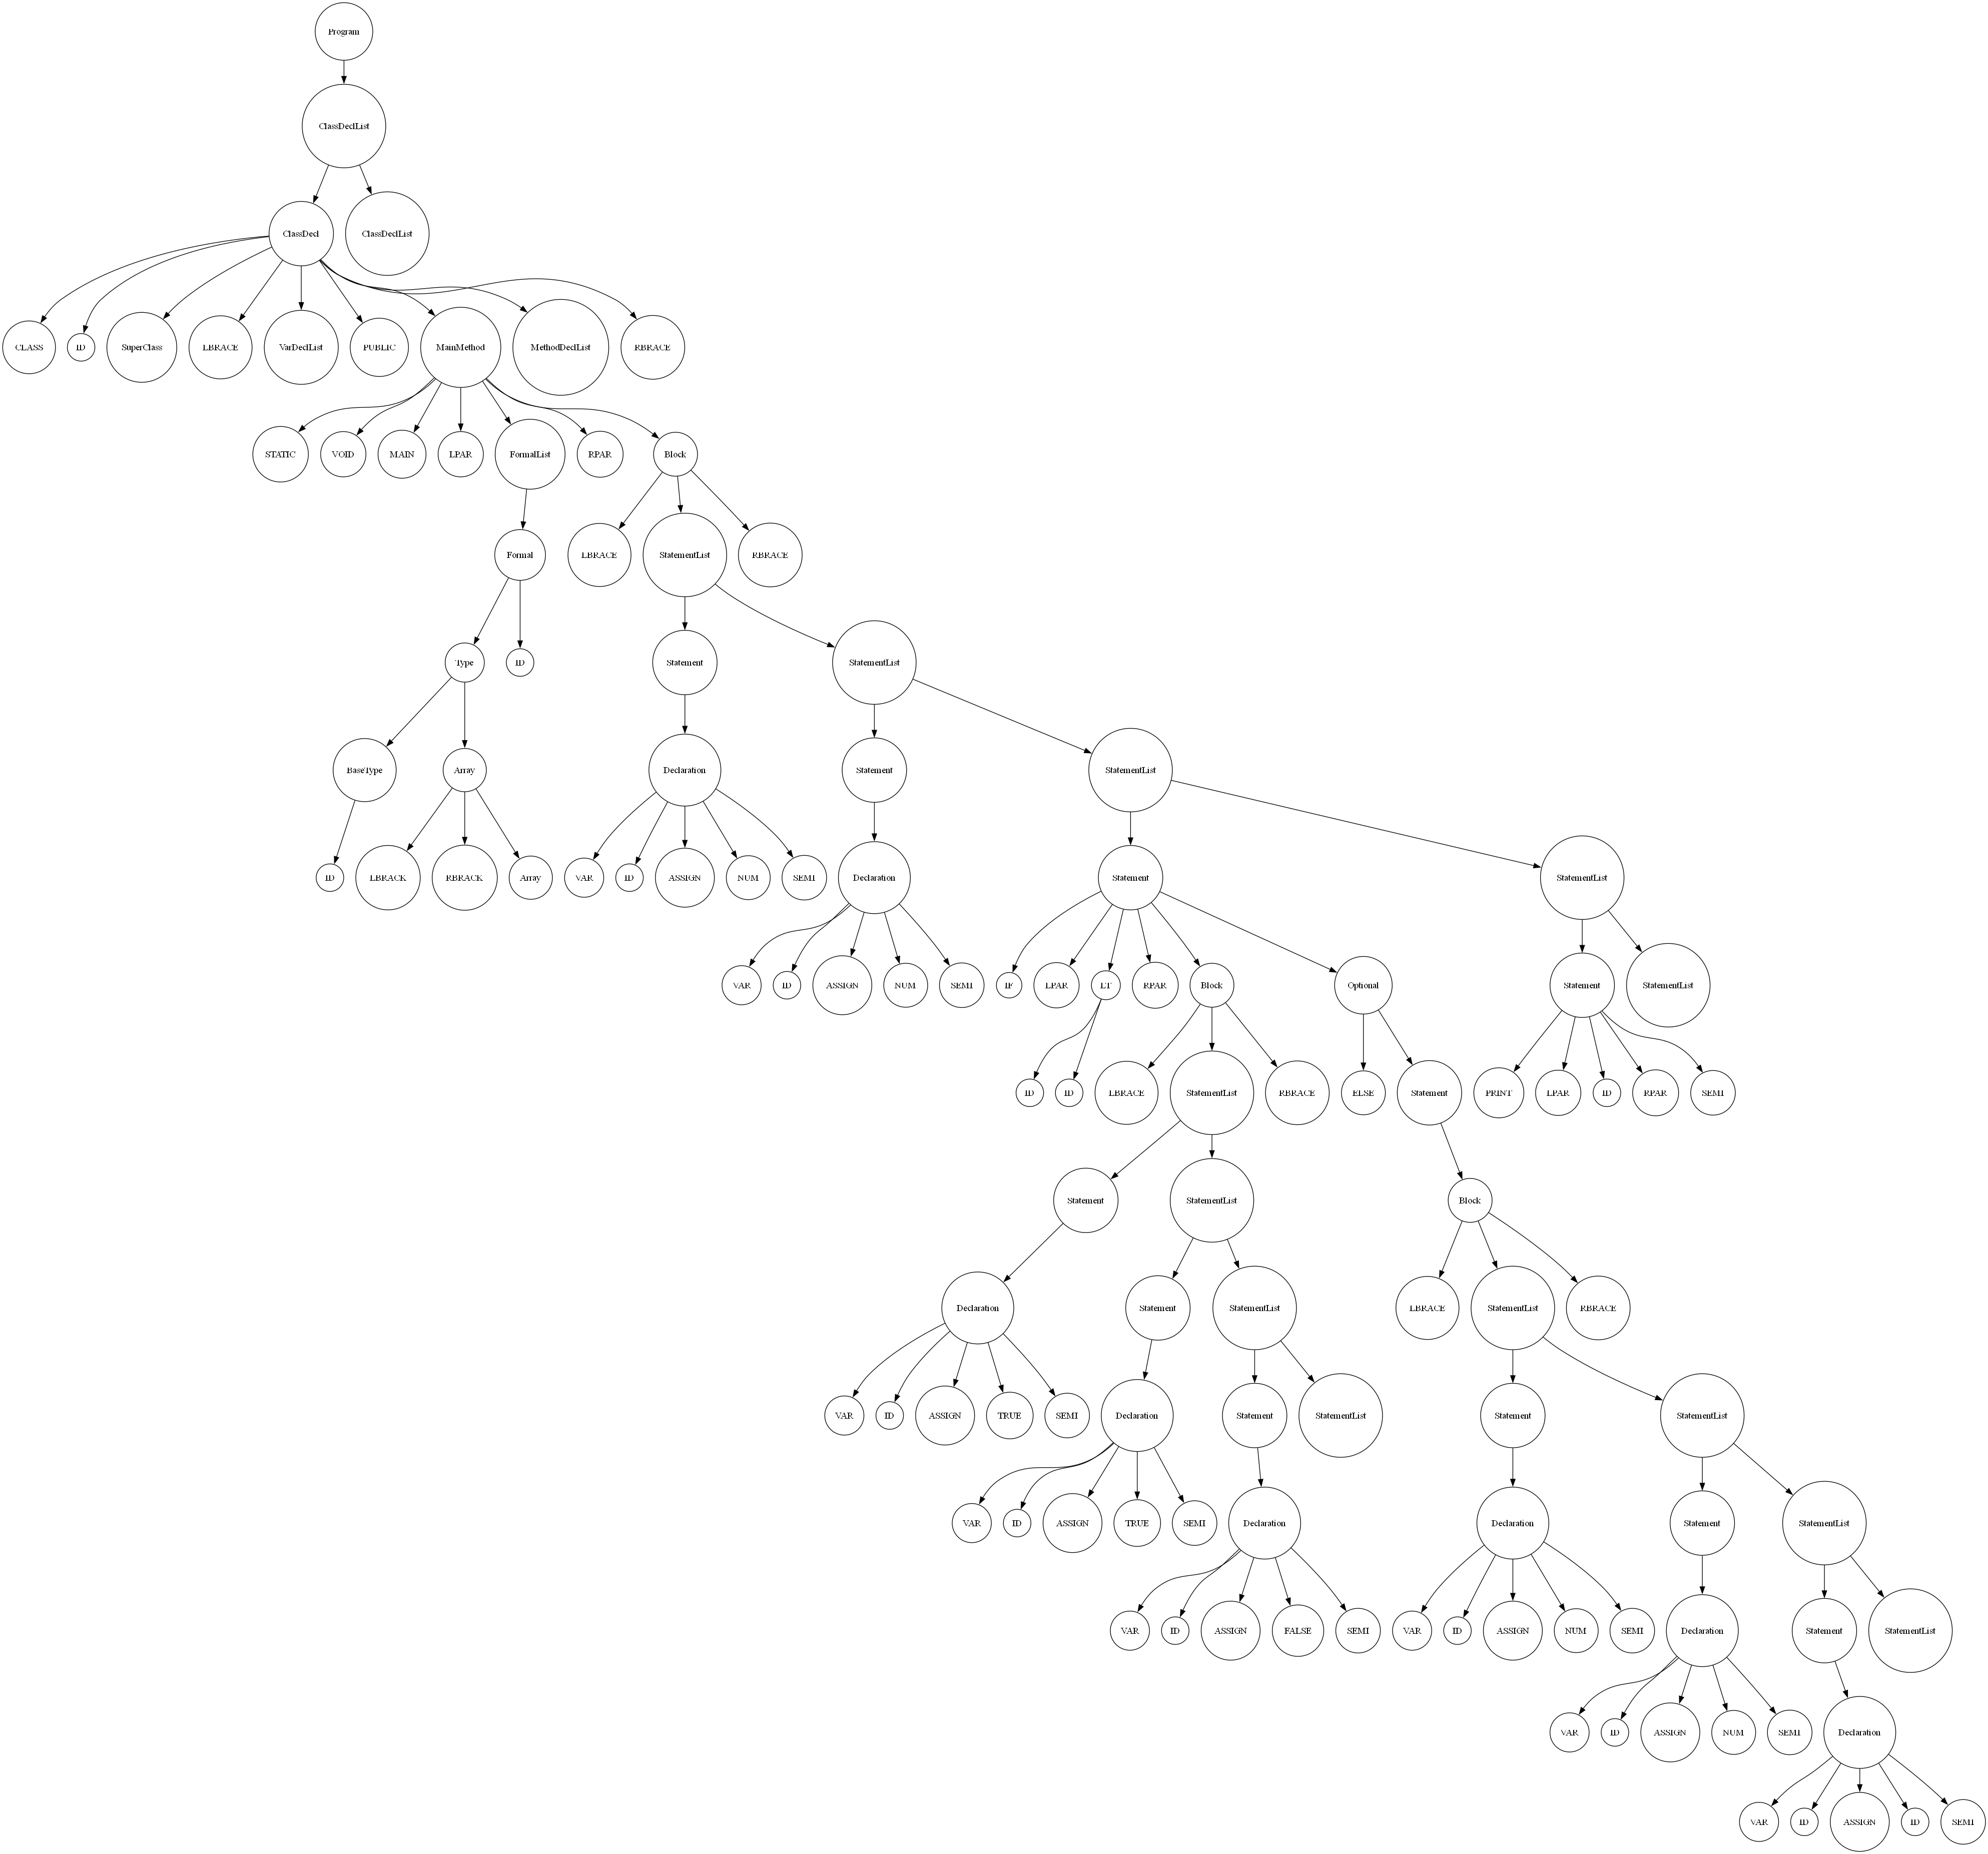 Program
ClassDeclList
ClassDecl ClassDeclList
CLASS ID SuperClass LBRACE VarDeclList PUBLIC MainMethod MethodDeclList RBRACE
STATIC VOID MAIN LPAR FormalList RPAR Block
Formal LBRACE StatementList RBRACE
Type ID Statement StatementList
BaseType Array Declaration Statement StatementList
ID LBRACK RBRACK Array VAR ID ASSIGN NUM SEMI Declaration Statement StatementList
VAR ID ASSIGN NUM SEMI IF LPAR LT RPAR Block Optional Statement StatementList
ID ID LBRACE StatementList RBRACE ELSE Statement PRINT LPAR ID RPAR SEMI
Statement StatementList Block
Declaration Statement StatementList LBRACE StatementList RBRACE
VAR ID ASSIGN TRUE SEMI Declaration Statement StatementList Statement StatementList
VAR ID ASSIGN TRUE SEMI Declaration Declaration Statement StatementList
VAR ID ASSIGN FALSE SEMI VAR ID ASSIGN NUM SEMI Declaration Statement StatementList
VAR ID ASSIGN NUM SEMI Declaration
VAR ID ASSIGN ID SEMI